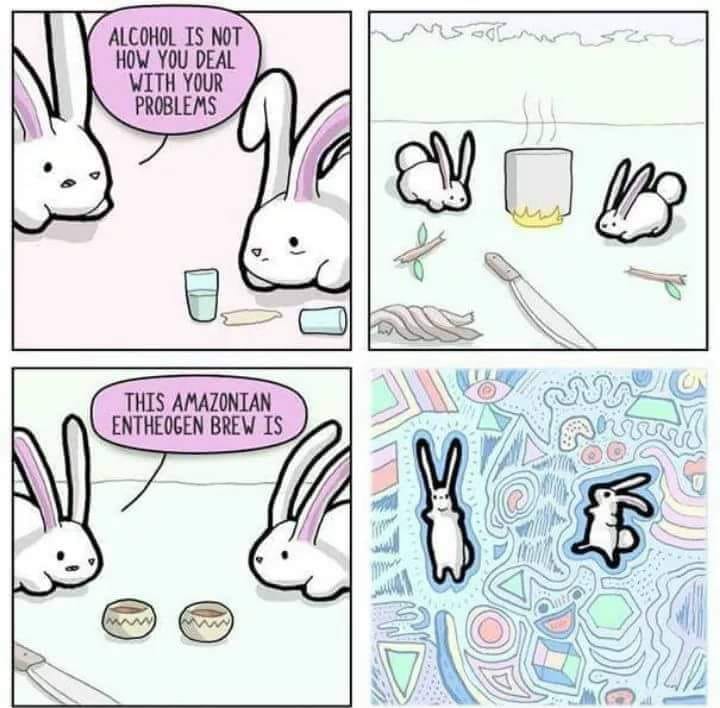 ALCOHOL IS NOT
HOW YOU DEAL
WITH YOUR
PROBLEMS
THIS AMAZONIAN
ENTHEOGEN BREW IS